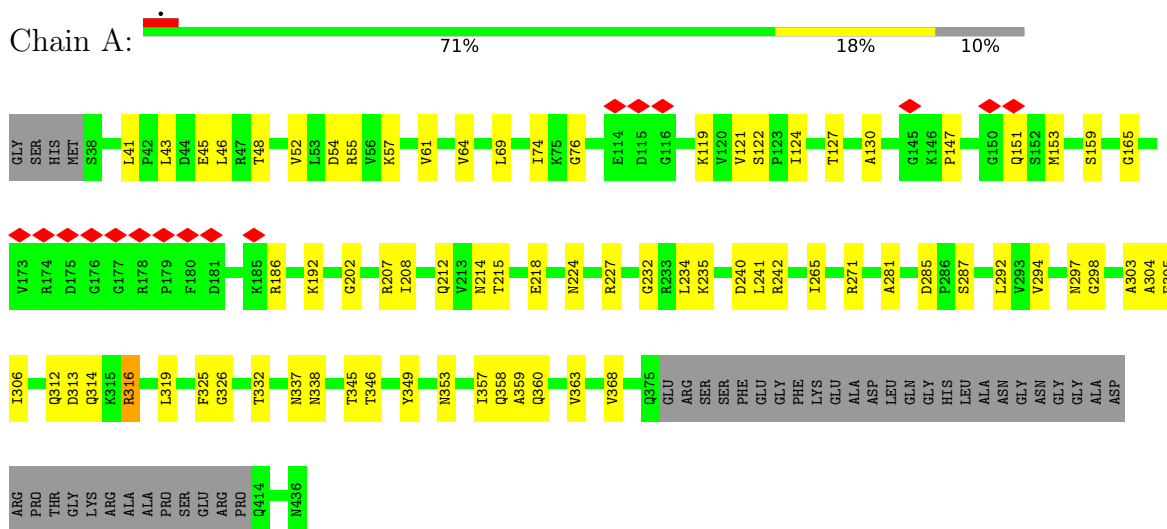 Chain A:
71% 18% 10%
GLY SER HIS MET S38 L41 P42 L43 D44 E45 L46 R47 T48 V52 L53 D54 R55 V56 K57 V61 V64 L69 I74 K75 G76 E114 D115 G116 K119 V120 V121 S122 P123 I124 T127 A130 G145 K146 P147 G150 Q151 S152 M153 S159 G165
V173 R174 D175 G176 G177 R178 P179 F180 D181 K185 R186 K192 G202 R207 I208 Q212 V213 N214 T215 E218 N224 R227 G232 R233 L234 K235 D240 L241 R242 I265 R271 A281 D285 P286 S287 L292 V293 V294 N297 G298 A303 A304
I306 Q312 D313 Q314 K315 R316 L319 F325 G326 T332 N337 N338 T345 T346 Y349 N353 I357 Q358 A359 Q360 V363 V368 Q375 GLU ARG SER SER PHE GLU GLY PHE LYS GLU ALA ASP LEU GLN GLY HIS LEU ALA ASN GLY ASN GLY GLY ALA ASP
ARG PRO THR GLY LYS ARG ALA ALA PRO SER GLU ARG PRO Q414 N436